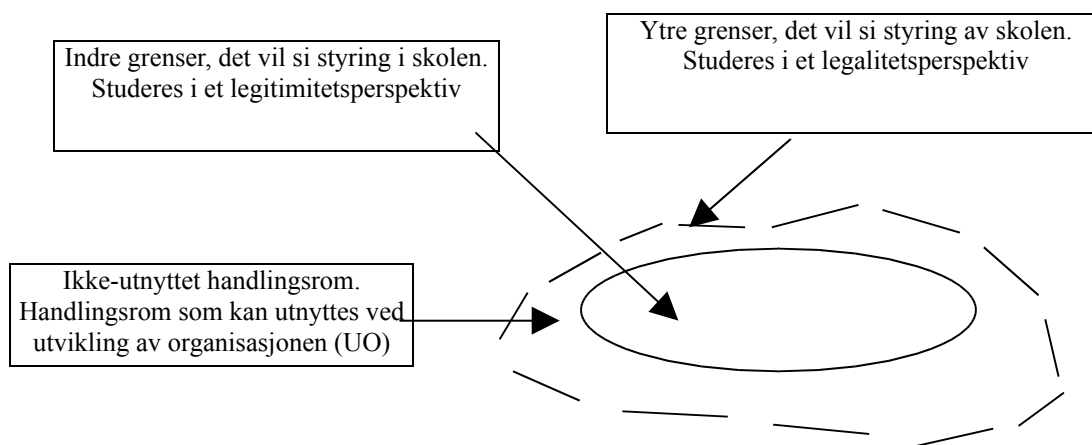 Indre grenser, det vil si styring i skolen.
Studeres i et legitimitetsperspektiv
Ytre grenser, det vil si styring av skolen.
Studeres i et legalitetsperspektiv
Ikke-utnyttet handlingsrom.
Handlingsrom som kan utnyttes ved
utvikling av organisasjonen (UO)